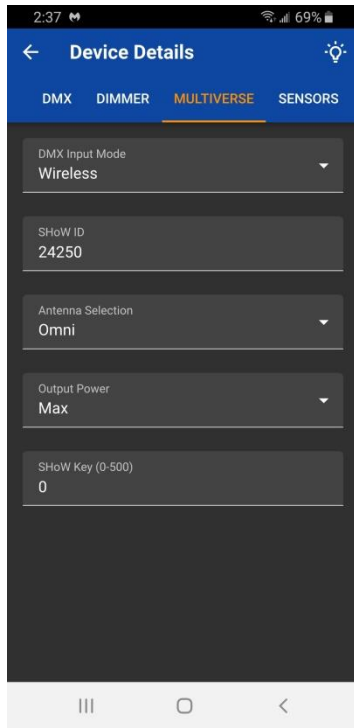 2:37 69%
Device Details
DMX DIMMER MULTIVERSE SENSORS
DMX Input Mode
Wireless
SHoW ID
24250
Antenna Selection
Omni
Output Power
Max
SHoW Key (0-500)
0